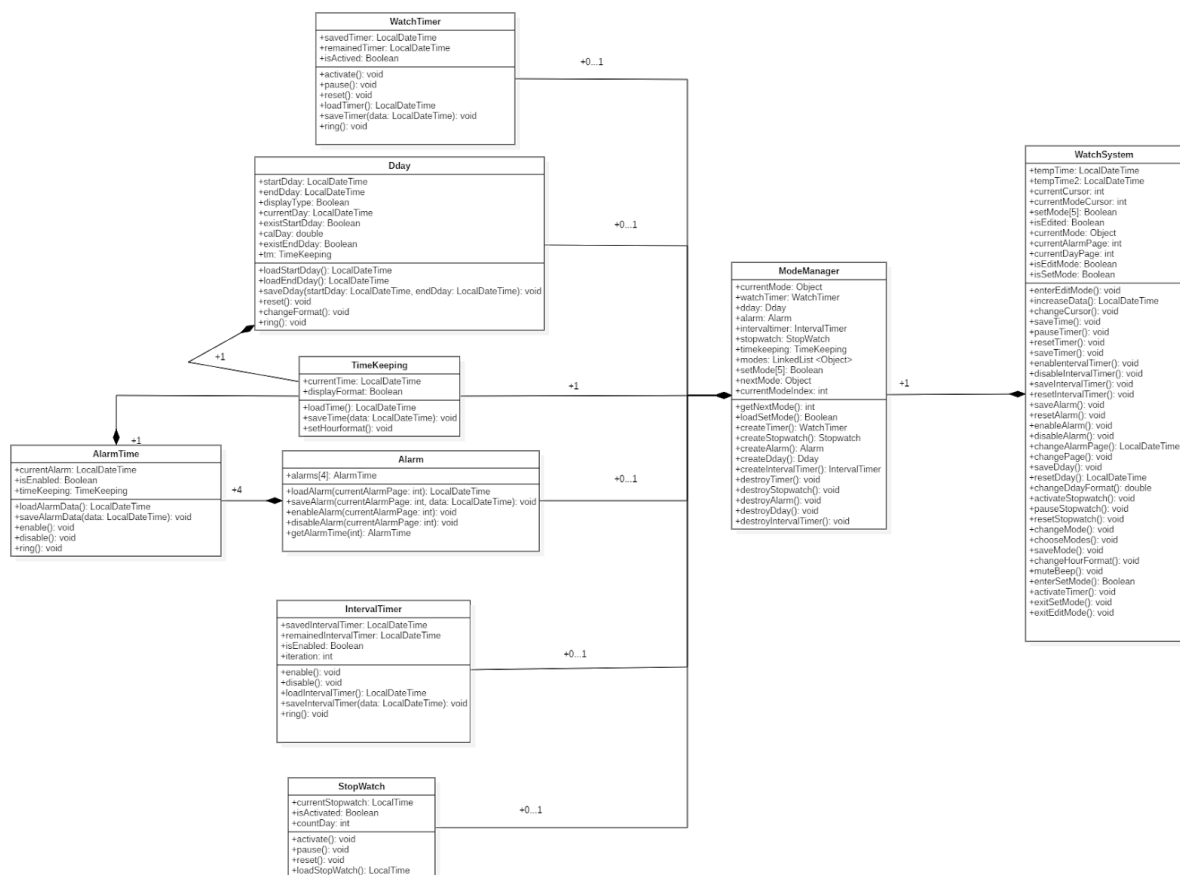 WatchTimer
+savedTimer: LocalDateTime
+remainedTimer: LocalDateTime
+isActived: Boolean
+activate(): void
+pause(): void
+reset(): void
+loadTimer(): LocalDateTime
+saveTimer(data: LocalDateTime): void
+ring(): void
+0...1
Dday
+startDday: LocalDateTime
+endDday: LocalDateTime
+displayType: Boolean
+currentDay: LocalDateTime
+existStartDday: Boolean
+calDay: double
+existEndDday: Boolean
+tm: TimeKeeping
+loadStartDday(): LocalDateTime
+loadEndDday(): LocalDateTime
+saveDday(startDday: LocalDateTime, endDday: LocalDateTime): void
+reset(): void
+changeFormat(): void
+ring(): void
+0...1
+1
TimeKeeping
+currentTime: LocalDateTime
+displayFormat: Boolean
+loadTime(): LocalDateTime
+saveTime(data: LocalDateTime): void
+setHourformat(): void
+1
+1
AlarmTime
+currentAlarm: LocalDateTime
+isEnabled: Boolean
+timeKeeping: TimeKeeping
+loadAlarmData(): LocalDateTime
+saveAlarmData(data: LocalDateTime): void
+enable(): void
+disable(): void
+ring(): void
+4
Alarm
+alarms[4]: AlarmTime
+loadAlarm(currentAlarmPage: int): LocalDateTime
+saveAlarm(currentAlarmPage: int, data: LocalDateTime): void
+enableAlarm(currentAlarmPage: int): void
+disableAlarm(currentAlarmPage: int): void
+getAlarmTime(int): AlarmTime
+0...1
IntervalTimer
+savedIntervalTimer: LocalDateTime
+remainedIntervalTimer: LocalDateTime
+isEnabled: Boolean
+iteration: int
+enable(): void
+disable(): void
+loadIntervalTimer(): LocalDateTime
+saveIntervalTimer(data: LocalDateTime): void
+ring(): void
+0...1
StopWatch
+currentStopwatch: LocalTime
+isActivated: Boolean
+countDay: int
+activate(): void
+pause(): void
+reset(): void
+loadStopWatch(): LocalTime
+0...1
ModeManager
+currentMode: Object
+watchTimer: WatchTimer
+dday: Dday
+alarm: Alarm
+intervaltimer: IntervalTimer
+stopwatch: StopWatch
+timekeeping: TimeKeeping
+modes: LinkedList <Object>
+setMode[5]: Boolean
+nextMode: Object
+currentModeIndex: int
+getNextMode(): int
+loadSetMode(): Boolean
+createTimer(): WatchTimer
+createStopwatch(): Stopwatch
+createAlarm(): Alarm
+createDday(): Dday
+createIntervalTimer(): IntervalTimer
+destroyTimer(): void
+destroyStopwatch(): void
+destroyAlarm(): void
+destroyDday(): void
+destroyIntervalTimer(): void
+1
WatchSystem
+tempTime: LocalDateTime
+tempTime2: LocalDateTime
+currentCursor: int
+currentModeCursor: int
+setMode[5]: Boolean
+isEdited: Boolean
+currentMode: Object
+currentAlarmPage: int
+currentDayPage: int
+isEditMode: Boolean
+isSetMode: Boolean
+enterEditMode(): void
+increaseData(): LocalDateTime
+changeCursor(): void
+saveTime(): void
+pauseTimer(): void
+resetTimer(): void
+saveTimer(): void
+enablentervalTimer(): void
+disableIntervalTimer(): void
+saveIntervalTimer(): void
+resetIntervalTimer(): void
+saveAlarm(): void
+resetAlarm(): void
+enableAlarm(): void
+disableAlarm(): void
+changeAlarmPage(): LocalDateTime
+changePage(): void
+saveDday(): void
+resetDday(): LocalDateTime
+changeDdayFormat(): double
+activateStopwatch(): void
+pauseStopwatch(): void
+resetStopwatch(): void
+changeMode(): void
+chooseModes(): void
+saveMode(): void
+changeHourFormat(): void
+muteBeep(): void
+enterSetMode(): Boolean
+activateTimer(): void
+exitSetMode(): void
+exitEditMode(): void